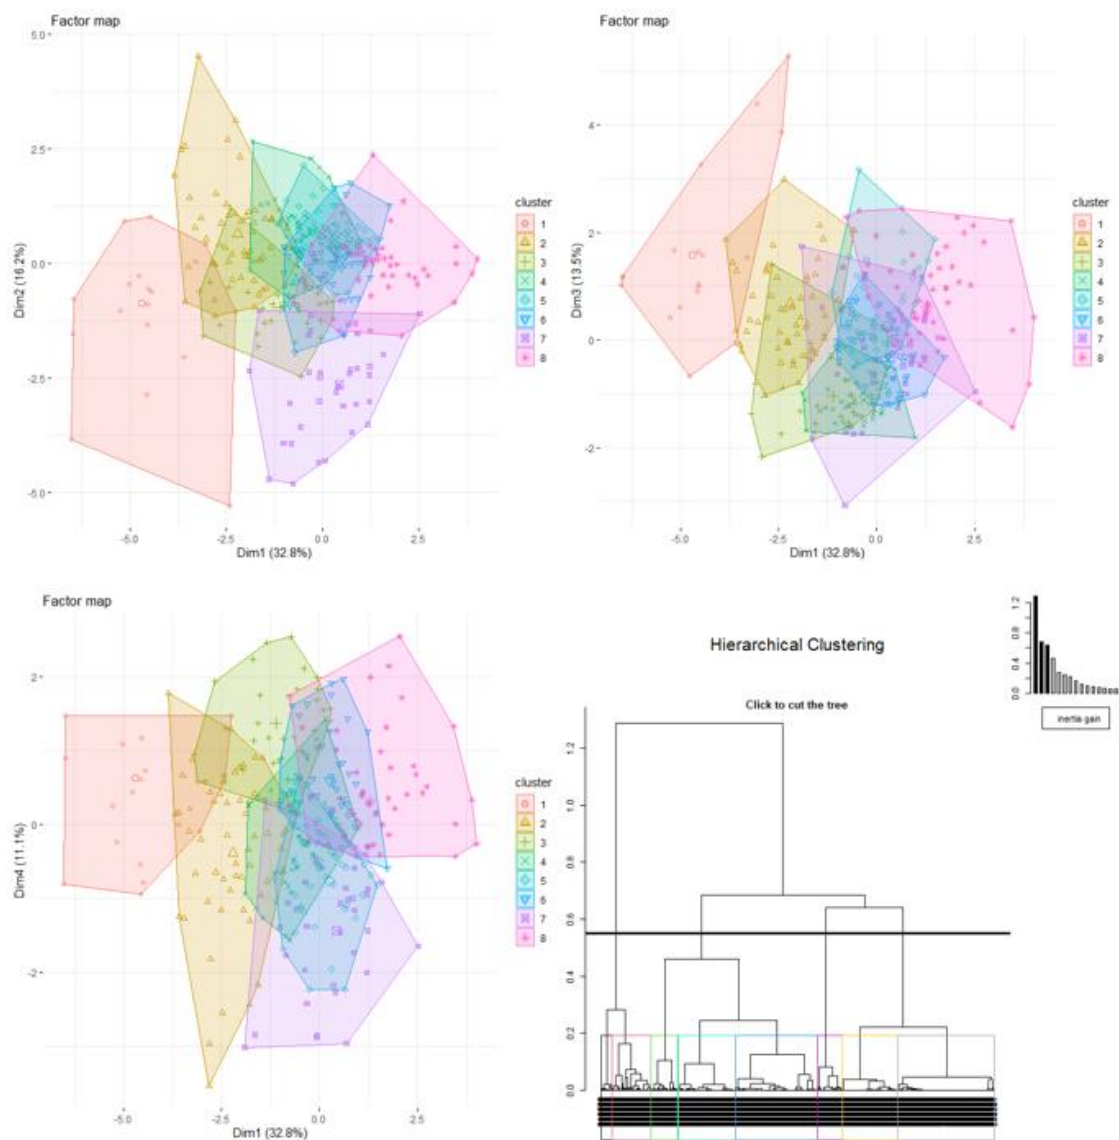 Factor map
5.0
2.5
0.0
-2.5
-5.0
Dim2 (16.2%)
-5.0 -2.5 0.0 2.5
Dim1 (32.8%)
cluster
1
2
3
4
5
6
7
8
Factor map
4
2
0
-2
Dim3 (13.5%)
-5.0 -2.5 0.0 2.5
Dim1 (32.8%)
cluster
1
2
3
4
5
6
7
8
Factor map
2
0
-2
Dim4 (11.1%)
-5.0 -2.5 0.0 2.5
Dim1 (32.8%)
cluster
1
2
3
4
5
6
7
8
Hierarchical Clustering
0.0 0.4 0.8 1.2
inertia gain
Click to cut the tree
0.0 0.2 0.4 0.6 0.8 1.0 1.2